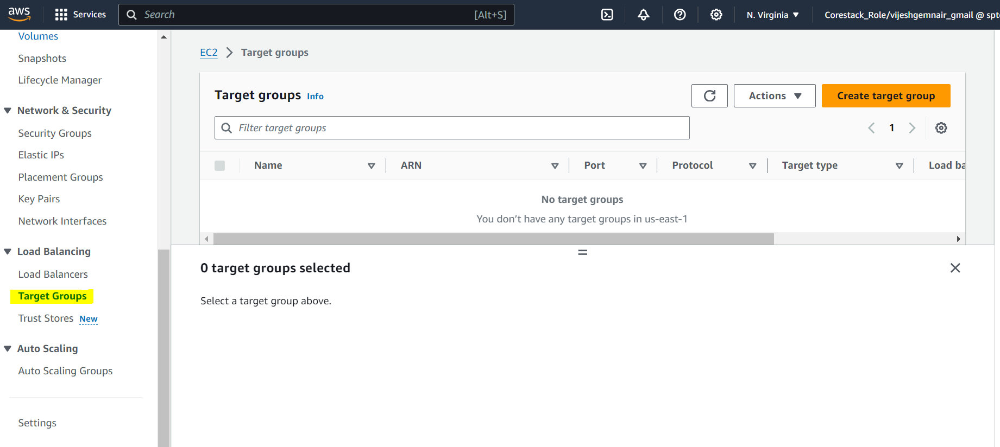 aws
Services
Search [Alt+S]
N. Virginia
Corestack_Role/vijeshgemnair_gmail @ spt
Volumes
Snapshots
Lifecycle Manager
Network & Security
Security Groups
Elastic IPs
Placement Groups
Key Pairs
Network Interfaces
Load Balancing
Load Balancers
Target Groups
Trust Stores New
Auto Scaling
Auto Scaling Groups
Settings
EC2 > Target groups
Target groups Info
Actions
Create target group
Filter target groups
1
Name ARN Port Protocol Target type Load ba
No target groups
You don’t have any target groups in us-east-1
0 target groups selected
Select a target group above.